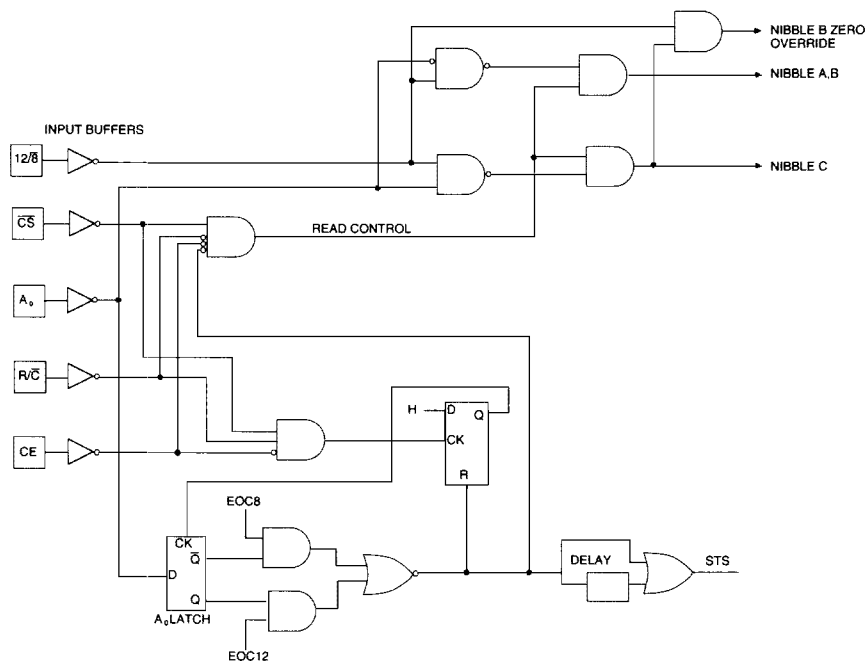 NIBBLE B ZERO
OVERRIDE
NIBBLE A,B
INPUT BUFFERS
12/8̅
NIBBLE C
C̅S̅
READ CONTROL
A₀
R/C̅
H
D
Q
CK
CE
R
EOC8
CK
Q̅
D
DELAY
STS
Q
A₀LATCH
EOC12